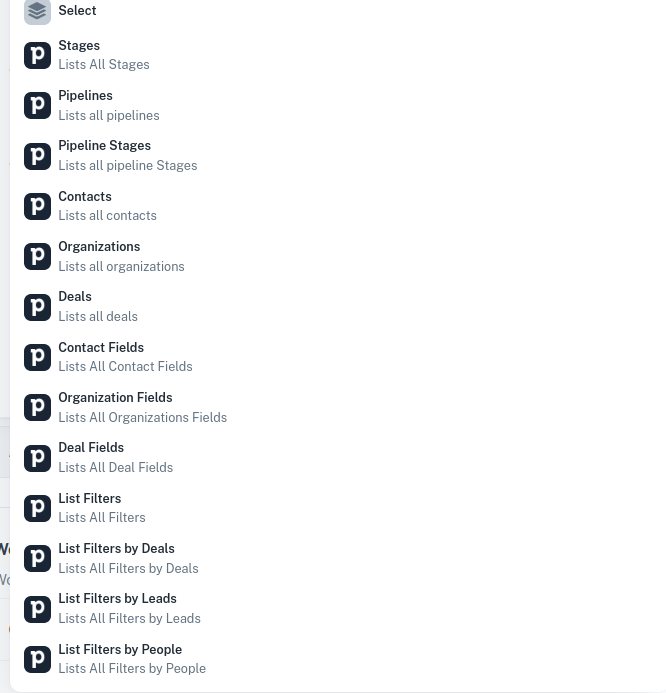 Select
Stages
Lists All Stages
Pipelines
Lists all pipelines
Pipeline Stages
Lists all pipeline Stages
Contacts
Lists all contacts
Organizations
Lists all organizations
Deals
Lists all deals
Contact Fields
Lists All Contact Fields
Organization Fields
Lists All Organizations Fields
Deal Fields
Lists All Deal Fields
List Filters
Lists All Filters
List Filters by Deals
Lists All Filters by Deals
List Filters by Leads
Lists All Filters by Leads
List Filters by People
Lists All Filters by People